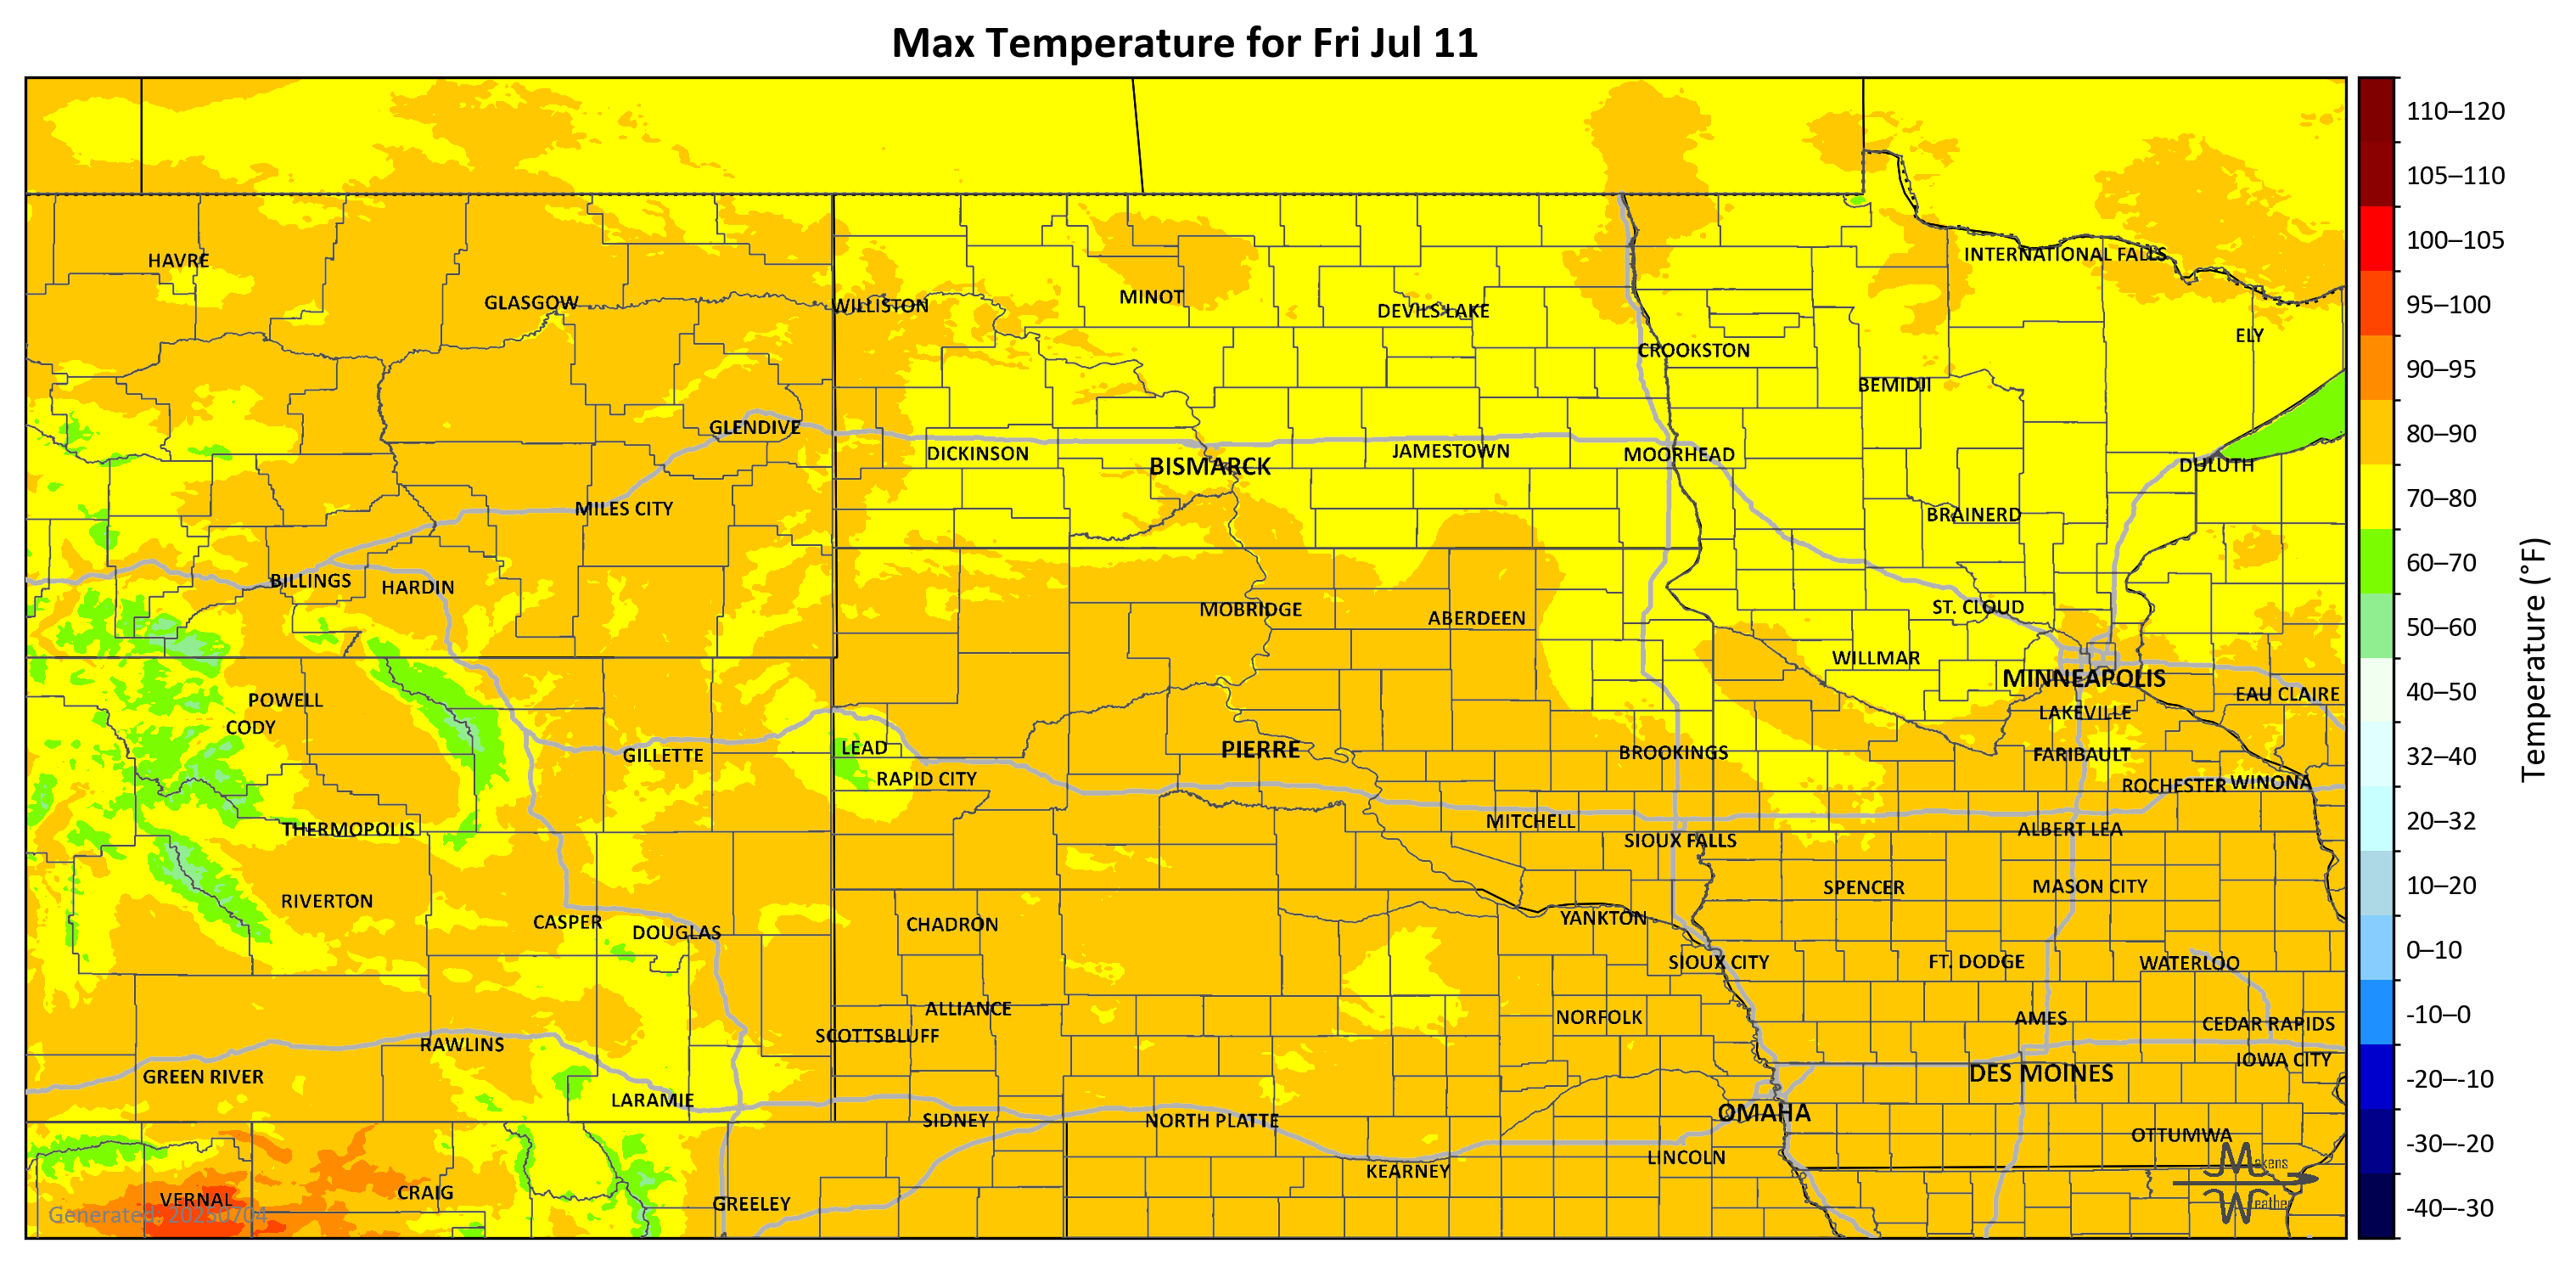 Max Temperature for Fri Jul 11
HAVRE
GLASGOW
WILLISTON
MINOT
DEVILS LAKE
INTERNATIONAL FALLS
CROOKSTON
ELY
BEMIDJI
GLENDIVE
DICKINSON
BISMARCK
JAMESTOWN
MOORHEAD
DULUTH
MILES CITY
BRAINERD
BILLINGS
HARDIN
MOBRIDGE
ABERDEEN
ST. CLOUD
WILLMAR
MINNEAPOLIS
EAU CLAIRE
POWELL
CODY
LAKEVILLE
GILLETTE
LEAD
PIERRE
BROOKINGS
FARIBAULT
RAPID CITY
ROCHESTER
WINONA
THERMOPOLIS
MITCHELL
SIOUX FALLS
ALBERT LEA
RIVERTON
SPENCER
MASON CITY
CASPER
DOUGLAS
CHADRON
YANKTON
SIOUX CITY
FT. DODGE
WATERLOO
ALLIANCE
NORFOLK
AMES
CEDAR RAPIDS
SCOTTSBLUFF
RAWLINS
IOWA CITY
GREEN RIVER
DES MOINES
LARAMIE
SIDNEY
NORTH PLATTE
OMAHA
OTTUMWA
KEARNEY
LINCOLN
VERNAL
CRAIG
GREELEY
Generated: 20250704
Makens
Weather
110–120
105–110
100–105
95–100
90–95
80–90
70–80
60–70
50–60
40–50
32–40
20–32
10–20
0–10
-10–0
-20–-10
-30–-20
-40–-30
Temperature (°F)